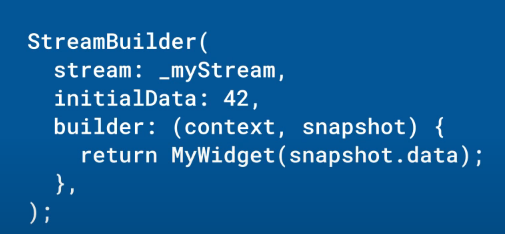 StreamBuilder(
  stream: _myStream,
  initialData: 42,
  builder: (context, snapshot) {
    return MyWidget(snapshot.data);
  },
);